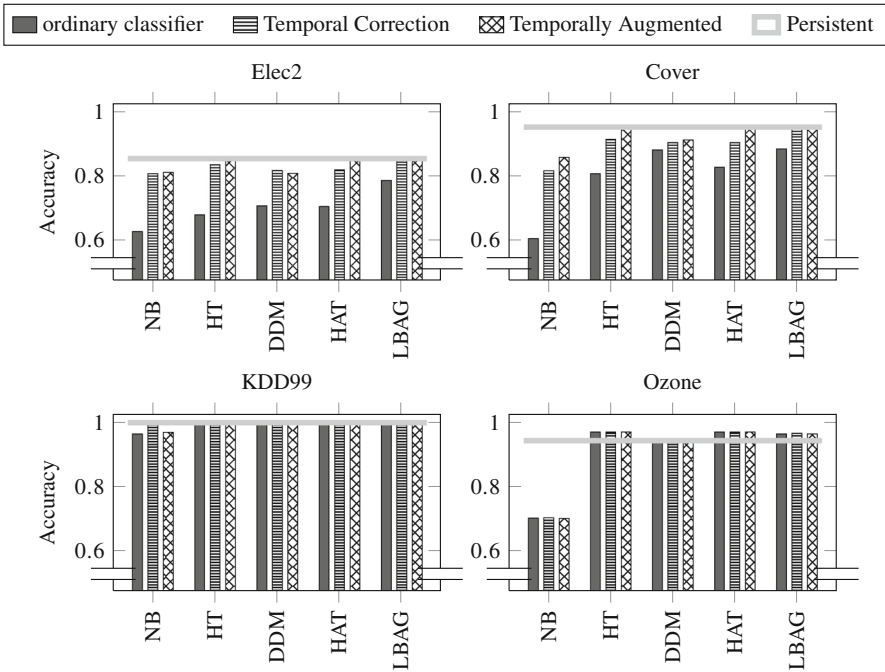 ordinary classifier Temporal Correction Temporally Augmented Persistent
Elec2
1
0.8
0.6
Accuracy
NB HT DDM HAT LBAG
Cover
1
0.8
0.6
NB HT DDM HAT LBAG
KDD99
1
0.8
0.6
Accuracy
NB HT DDM HAT LBAG
Ozone
1
0.8
0.6
NB HT DDM HAT LBAG